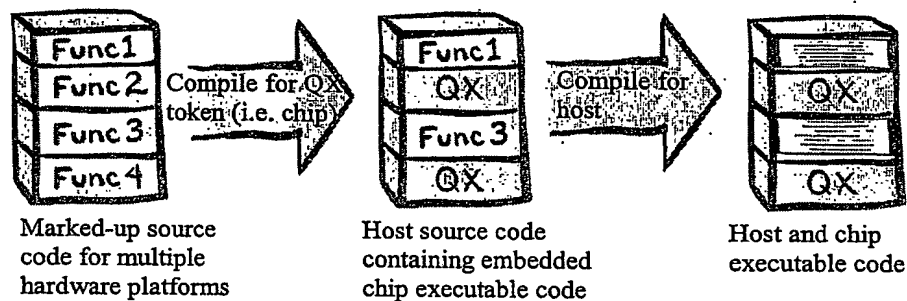 Func1
Func2
Func3
Func4
Compile for QX
token (i.e. chip)
Func1
QX
Func3
QX
Compile for
host
QX
QX
Marked-up source
code for multiple
hardware platforms
Host source code
containing embedded
chip executable code
Host and chip
executable code